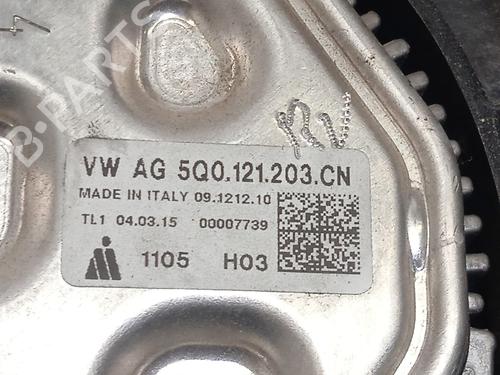 B-PARTS
RV
VW AG 5Q0.121.203.CN
MADE IN ITALY 09.1212.10
TL1 04.03.15 00007739
1105 H03